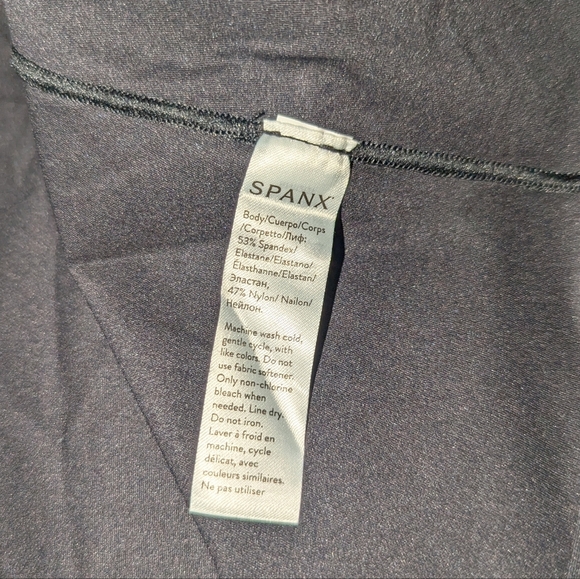 SPANX®
Body/Cuerpo/Corps
/Corpetto/Лиф:
53% Spandex/
Elastane/Elastano/
Élasthanne/Elastan/
Эластан,
47% Nylon/ Nailon/
Нейлон.
Machine wash cold,
gentle cycle, with
like colors. Do not
use fabric softener.
Only non-chlorine
bleach when
needed. Line dry.
Do not iron.
Laver à froid en
machine, cycle
délicat, avec
couleurs similaires.
Ne pas utiliser